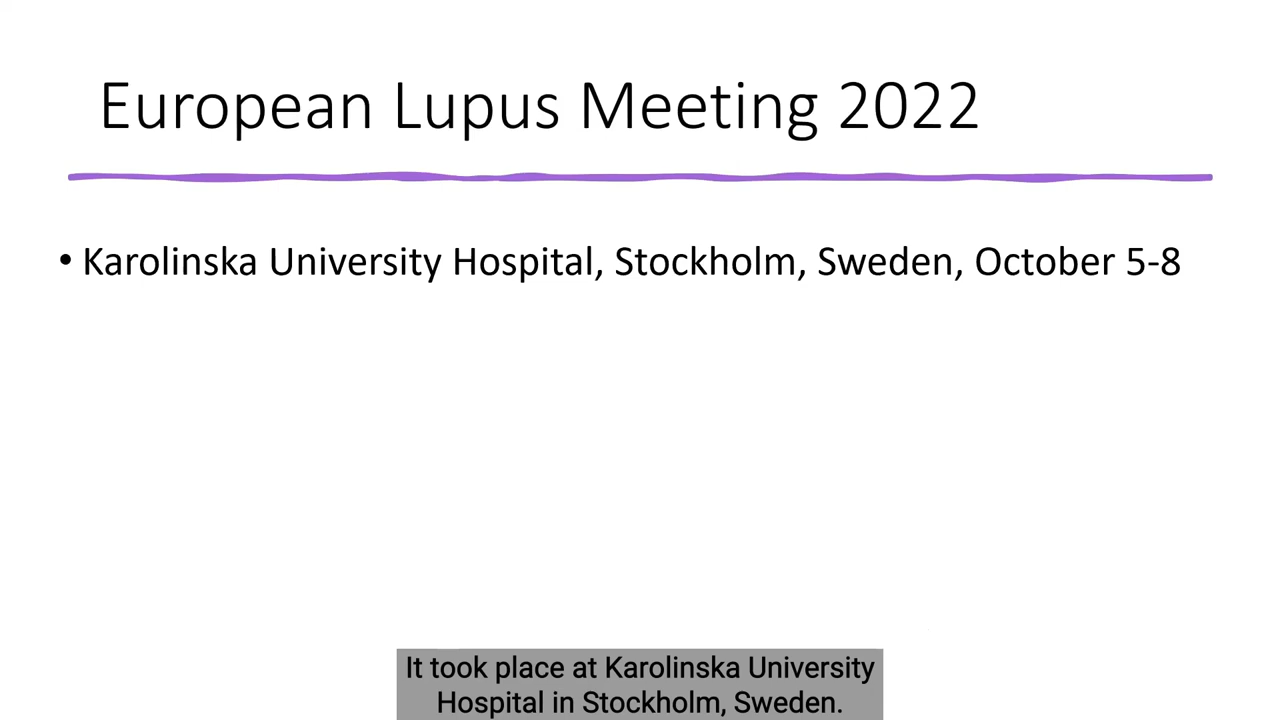 European Lupus Meeting 2022
• Karolinska University Hospital, Stockholm, Sweden, October 5-8
It took place at Karolinska University
Hospital in Stockholm, Sweden.